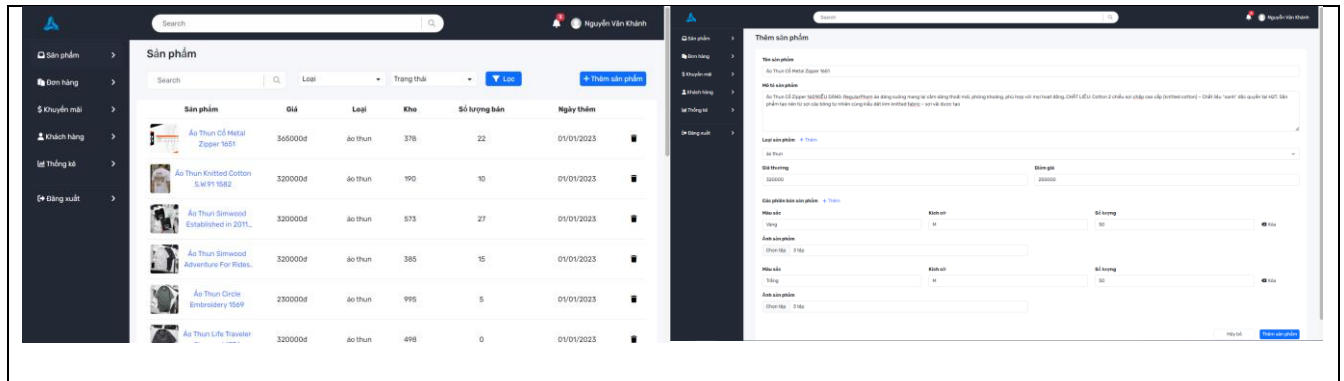 Search
Nguyễn Văn Khánh
Sản phẩm
Đơn hàng
$ Khuyến mãi
Khách hàng
Thống kê
Đăng xuất
Sản phẩm
Search
Loại
Trạng thái
Lọc
+ Thêm sản phẩm
Sản phẩm Giá Loại Kho Số lượng bán Ngày thêm
Áo Thun Cổ Metal
Zipper 1651
365000đ áo thun 378 22 01/01/2023
Áo Thun Knitted Cotton
S.W.91 1582
320000đ áo thun 190 10 01/01/2023
Áo Thun Simwood
Established in 2011...
320000đ áo thun 573 27 01/01/2023
Áo Thun Simwood
Adventure For Rides..
320000đ áo thun 385 15 01/01/2023
Áo Thun Circle
Embroidery 1569
230000đ áo thun 995 5 01/01/2023
Áo Thun Life Traveler
320000đ áo thun 498 0 01/01/2023
Search
Nguyễn Văn Khánh
Sản phẩm
Đơn hàng
$ Khuyến mãi
Khách hàng
Thống kê
Đăng xuất
Thêm sản phẩm
Tên sản phẩm
Áo Thun Cổ Metal Zipper 1651
Mô tả sản phẩm
Loại sản phẩm + Thêm
áo thun
Giá thường Giảm giá
320000
Các phiên bản sản phẩm + Thêm
Màu sắc Kích cỡ Số lượng
Vàng M 50 Xóa
Ảnh sản phẩm
Chọn tệp 3 tệp
Màu sắc Kích cỡ Số lượng
Trắng M 50 Xóa
Ảnh sản phẩm
Chọn tệp 3 tệp
Hủy bỏ Thêm sản phẩm